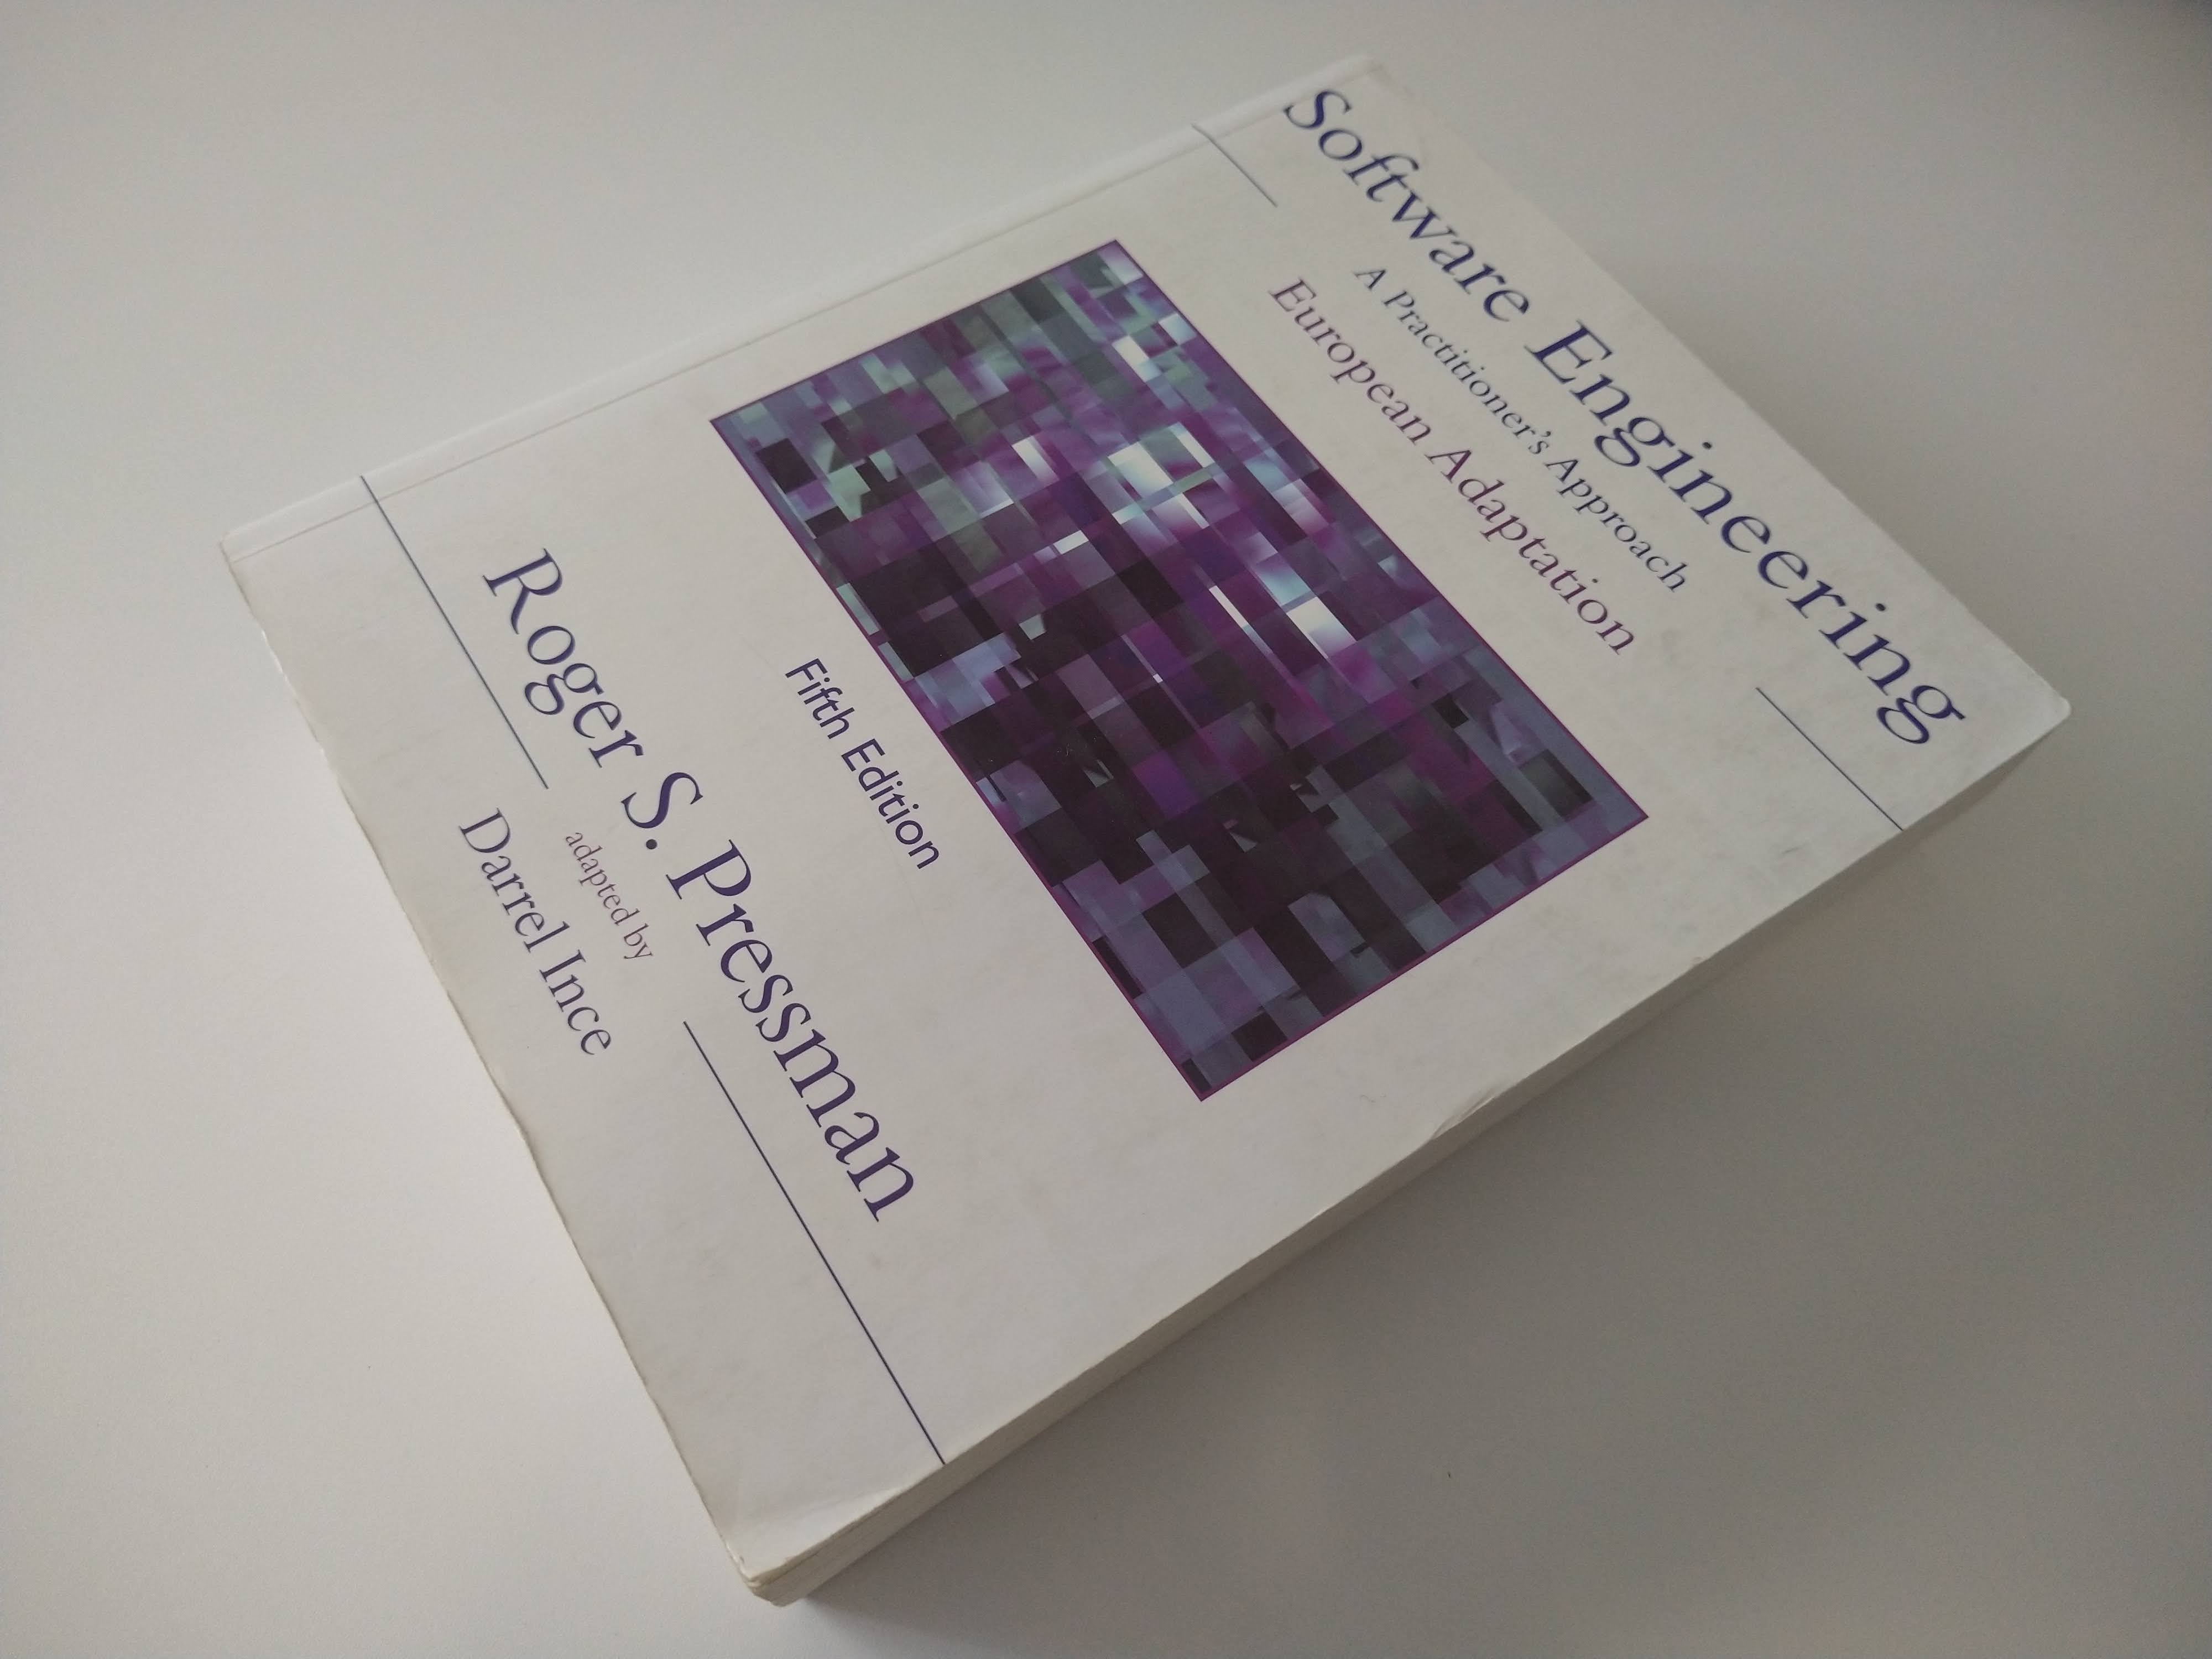 Software Engineering
A Practitioner's Approach
European Adaptation
Fifth Edition
Roger S. Pressman
adapted by
Darrel Ince